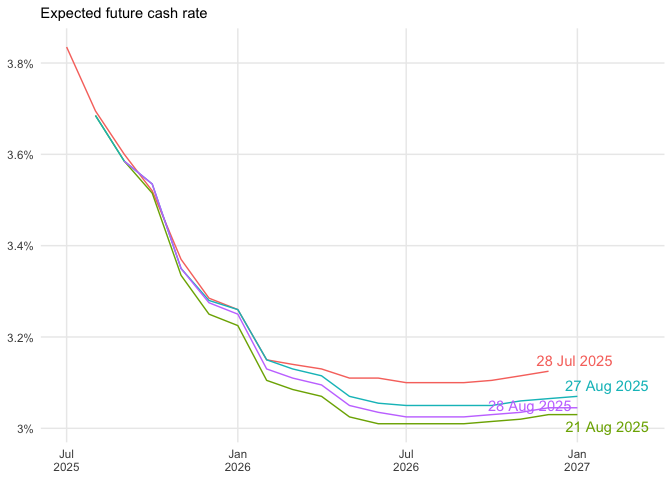 Expected future cash rate
3.8%
3.6%
3.4%
3.2%
3%
28 Jul 2025
27 Aug 2025
28 Aug 2025
21 Aug 2025
Jul
2025
Jan
2026
Jul
2026
Jan
2027